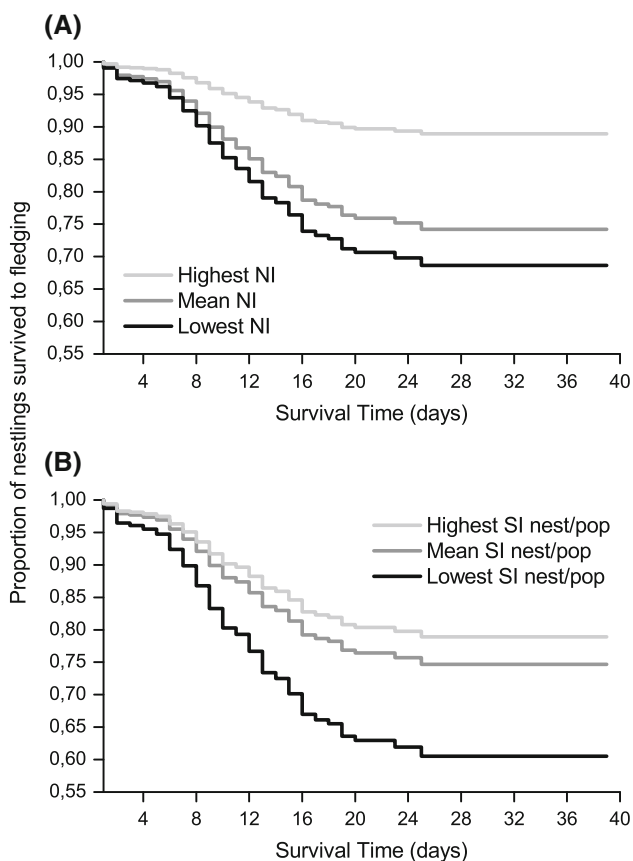 (A)
1,00
0,95
0,90
0,85
0,80
0,75
0,70
0,65
0,60
0,55
Highest NI
Mean NI
Lowest NI
4 8 12 16 20 24 28 32 36 40
Survival Time (days)
Proportion of nestlings survived to fledging
(B)
1,00
0,95
0,90
0,85
0,80
0,75
0,70
0,65
0,60
0,55
Highest SI nest/pop
Mean SI nest/pop
Lowest SI nest/pop
4 8 12 16 20 24 28 32 36 40
Survival Time (days)